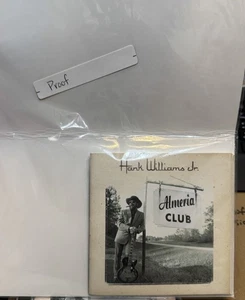 Proof
Hank Williams Jr.
Almeria
CLUB